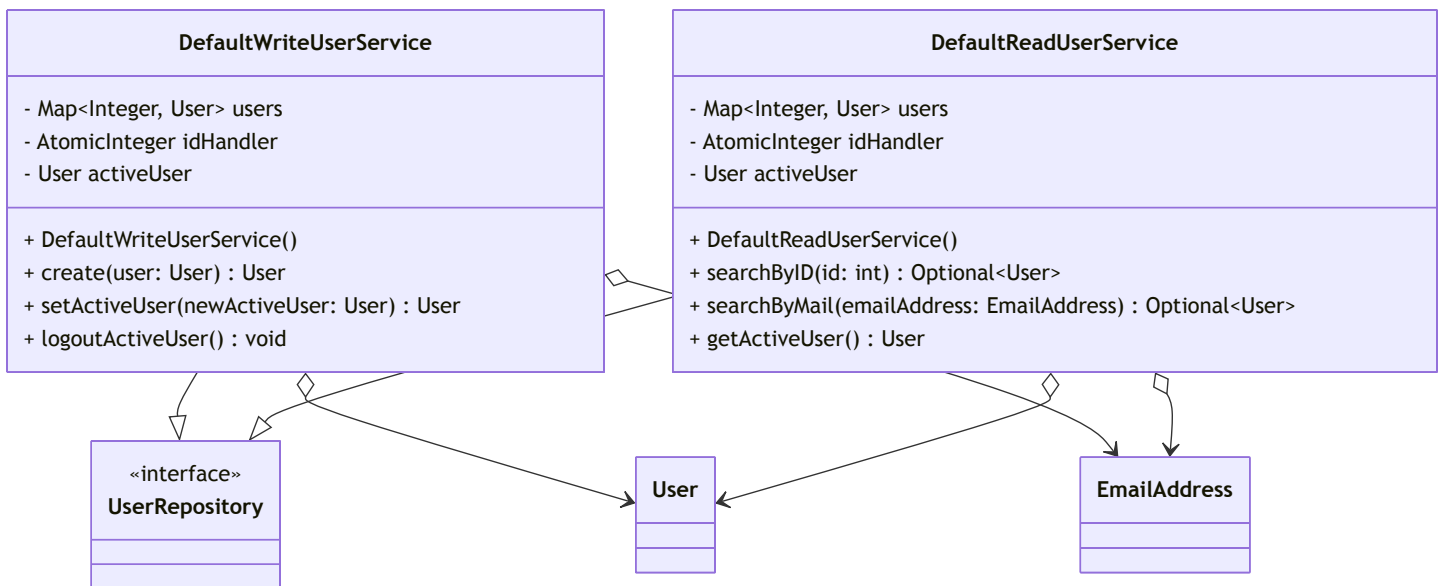 DefaultWriteUserService
- Map<Integer, User> users
- AtomicInteger idHandler
- User activeUser
+ DefaultWriteUserService()
+ create(user: User) : User
+ setActiveUser(newActiveUser: User) : User
+ logoutActiveUser() : void
DefaultReadUserService
- Map<Integer, User> users
- AtomicInteger idHandler
- User activeUser
+ DefaultReadUserService()
+ searchByID(id: int) : Optional<User>
+ searchByMail(emailAddress: EmailAddress) : Optional<User>
+ getActiveUser() : User
«interface»
UserRepository
User
EmailAddress